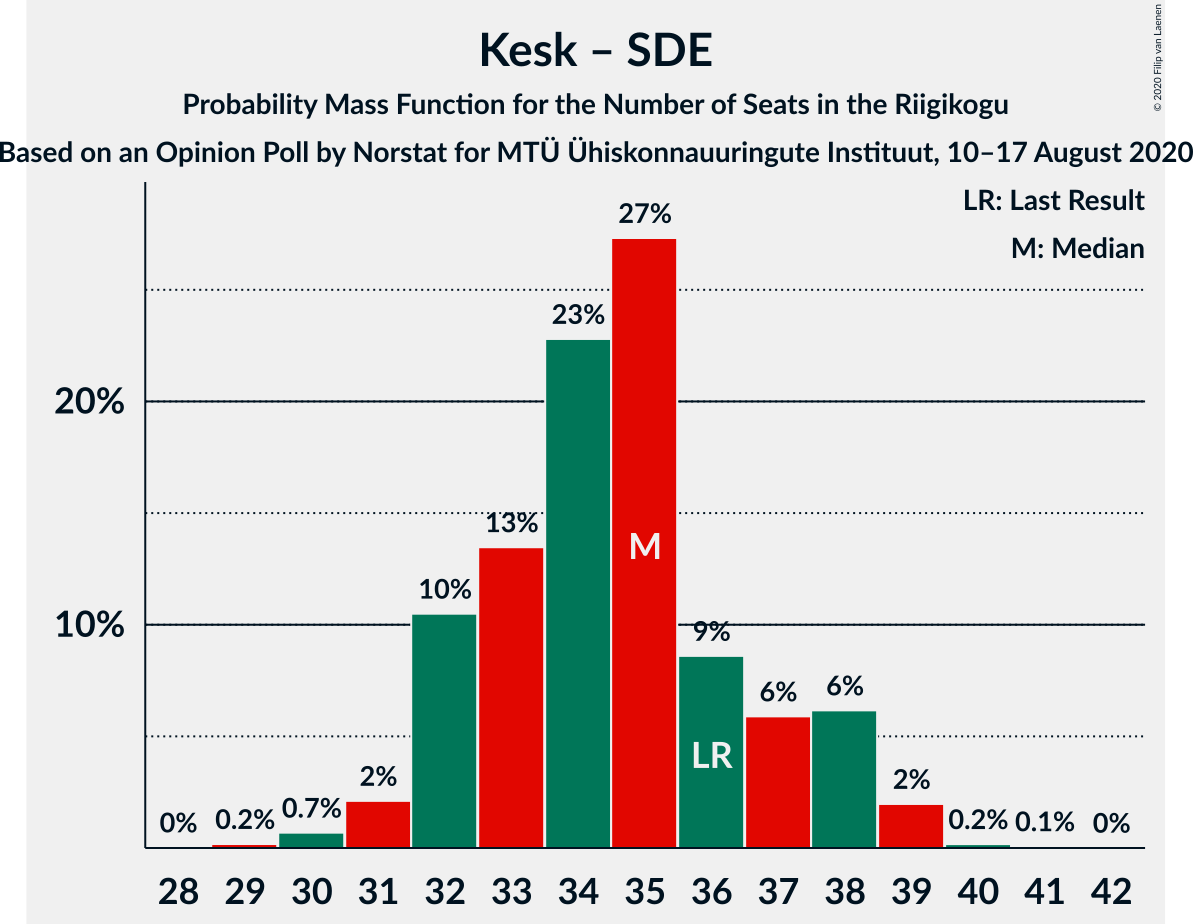 Kesk – SDE
Probability Mass Function for the Number of Seats in the Riigikogu
Based on an Opinion Poll by Norstat for MTÜ Ühiskonnauuringute Instituut, 10–17 August 2020
© 2020 Filip van Laenen
LR: Last Result
M: Median
27%
23%
20%
13%
M
10%
10%
9%
6%
6%
LR
2%
2%
0%
0.2%
0.7%
0.2%
0.1%
0%
28 29 30 31 32 33 34 35 36 37 38 39 40 41 42